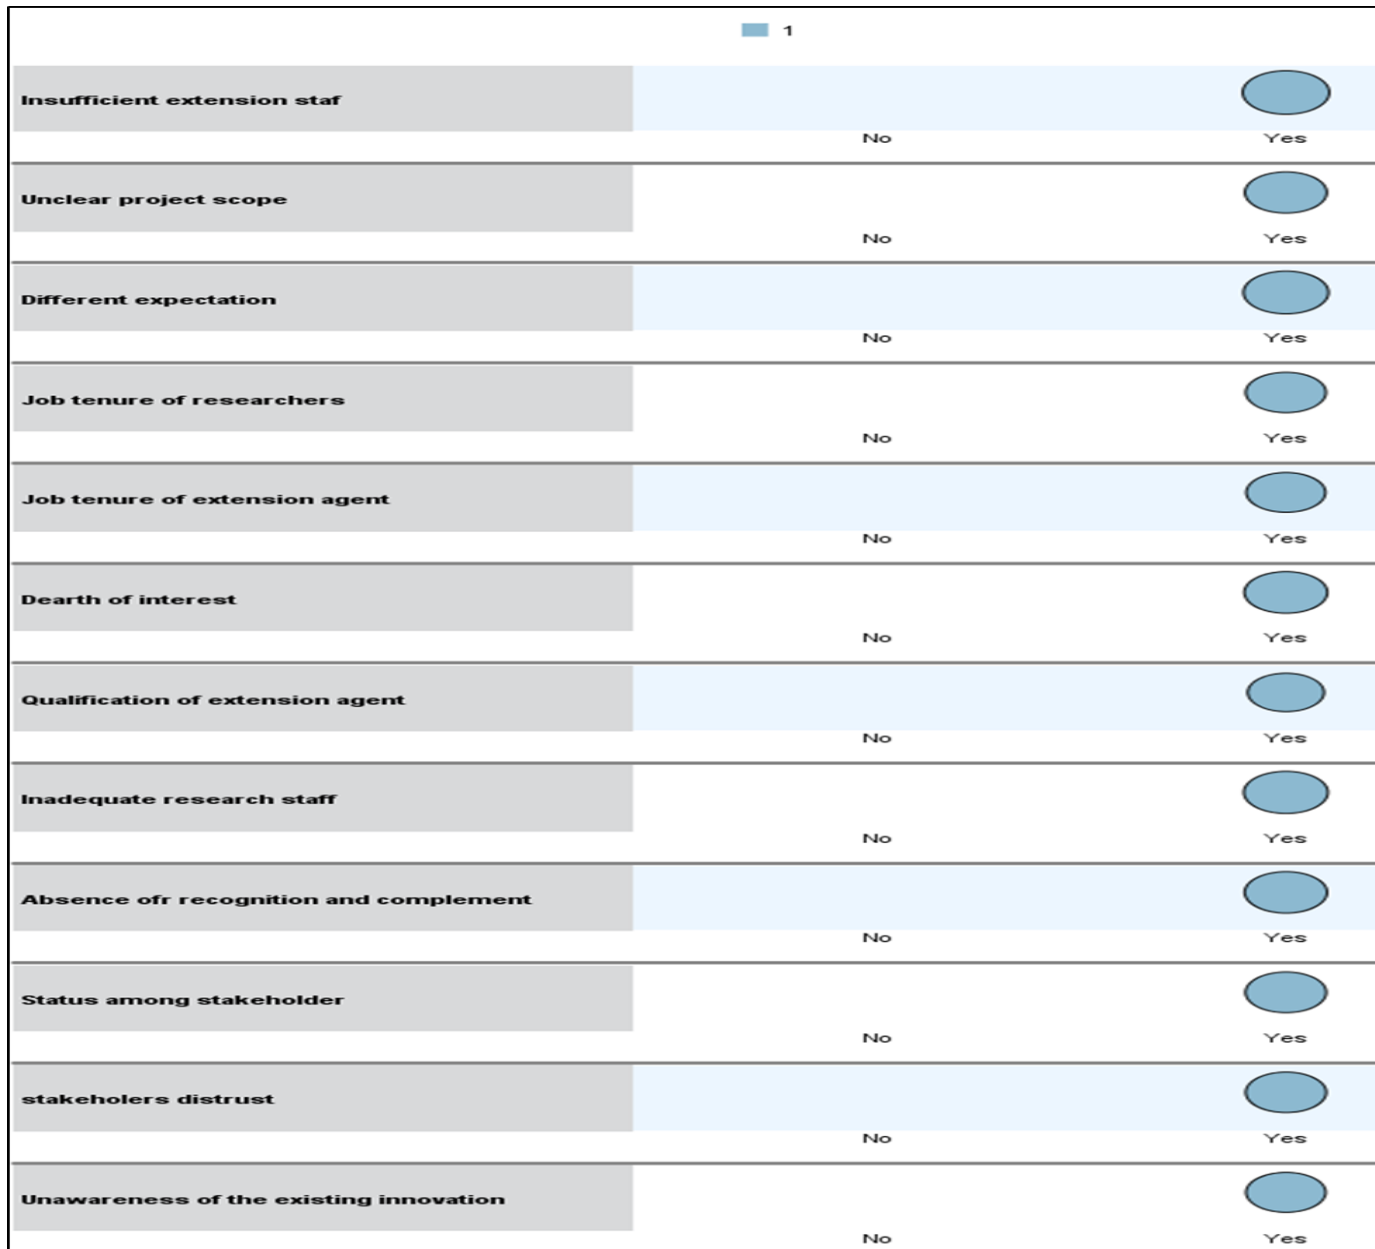 1
Insufficient extension staf
No Yes
Unclear project scope
No Yes
Different expectation
No Yes
Job tenure of researchers
No Yes
Job tenure of extension agent
No Yes
Dearth of interest
No Yes
Qualification of extension agent
No Yes
Inadequate research staff
No Yes
Absence ofr recognition and complement
No Yes
Status among stakeholder
No Yes
stakeholers distrust
No Yes
Unawareness of the existing innovation
No Yes